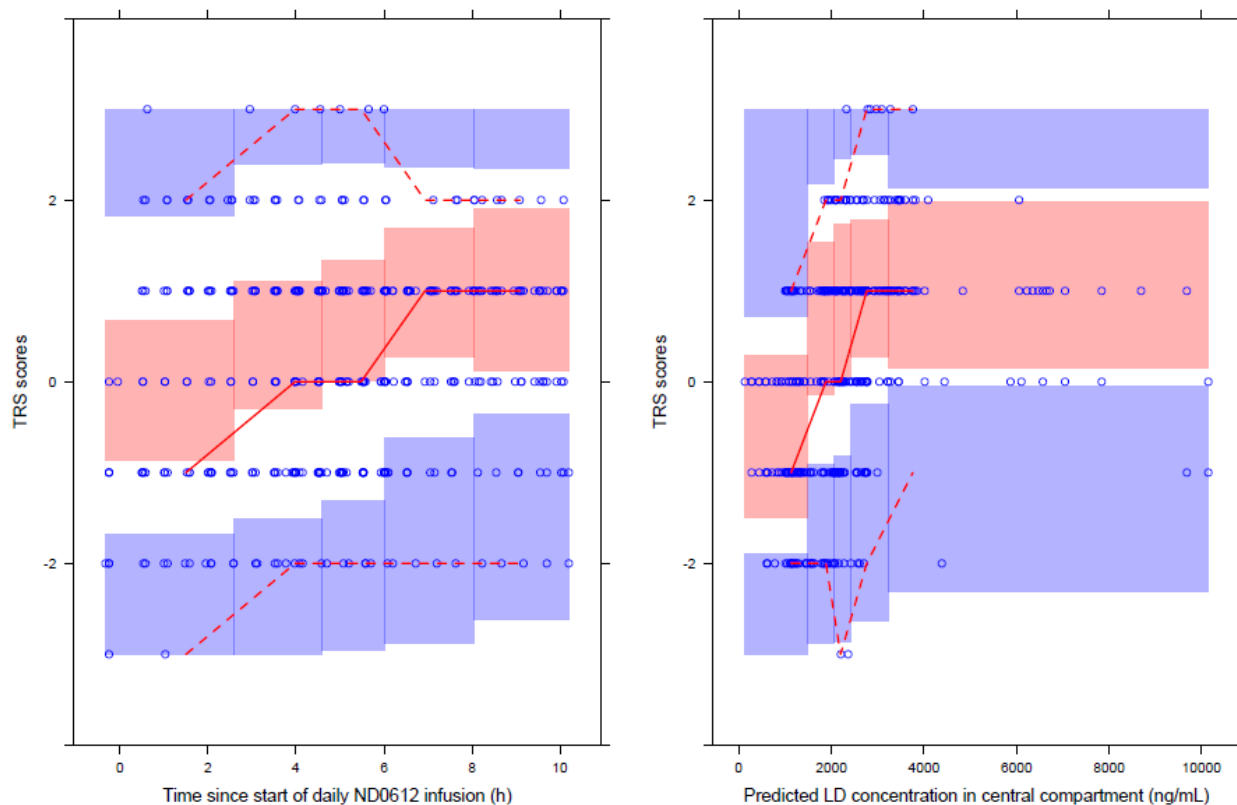 TRS scores
2
0
-2
0 2 4 6 8 10
Time since start of daily ND0612 infusion (h)
TRS scores
2
0
-2
0 2000 4000 6000 8000 10000
Predicted LD concentration in central compartment (ng/mL)